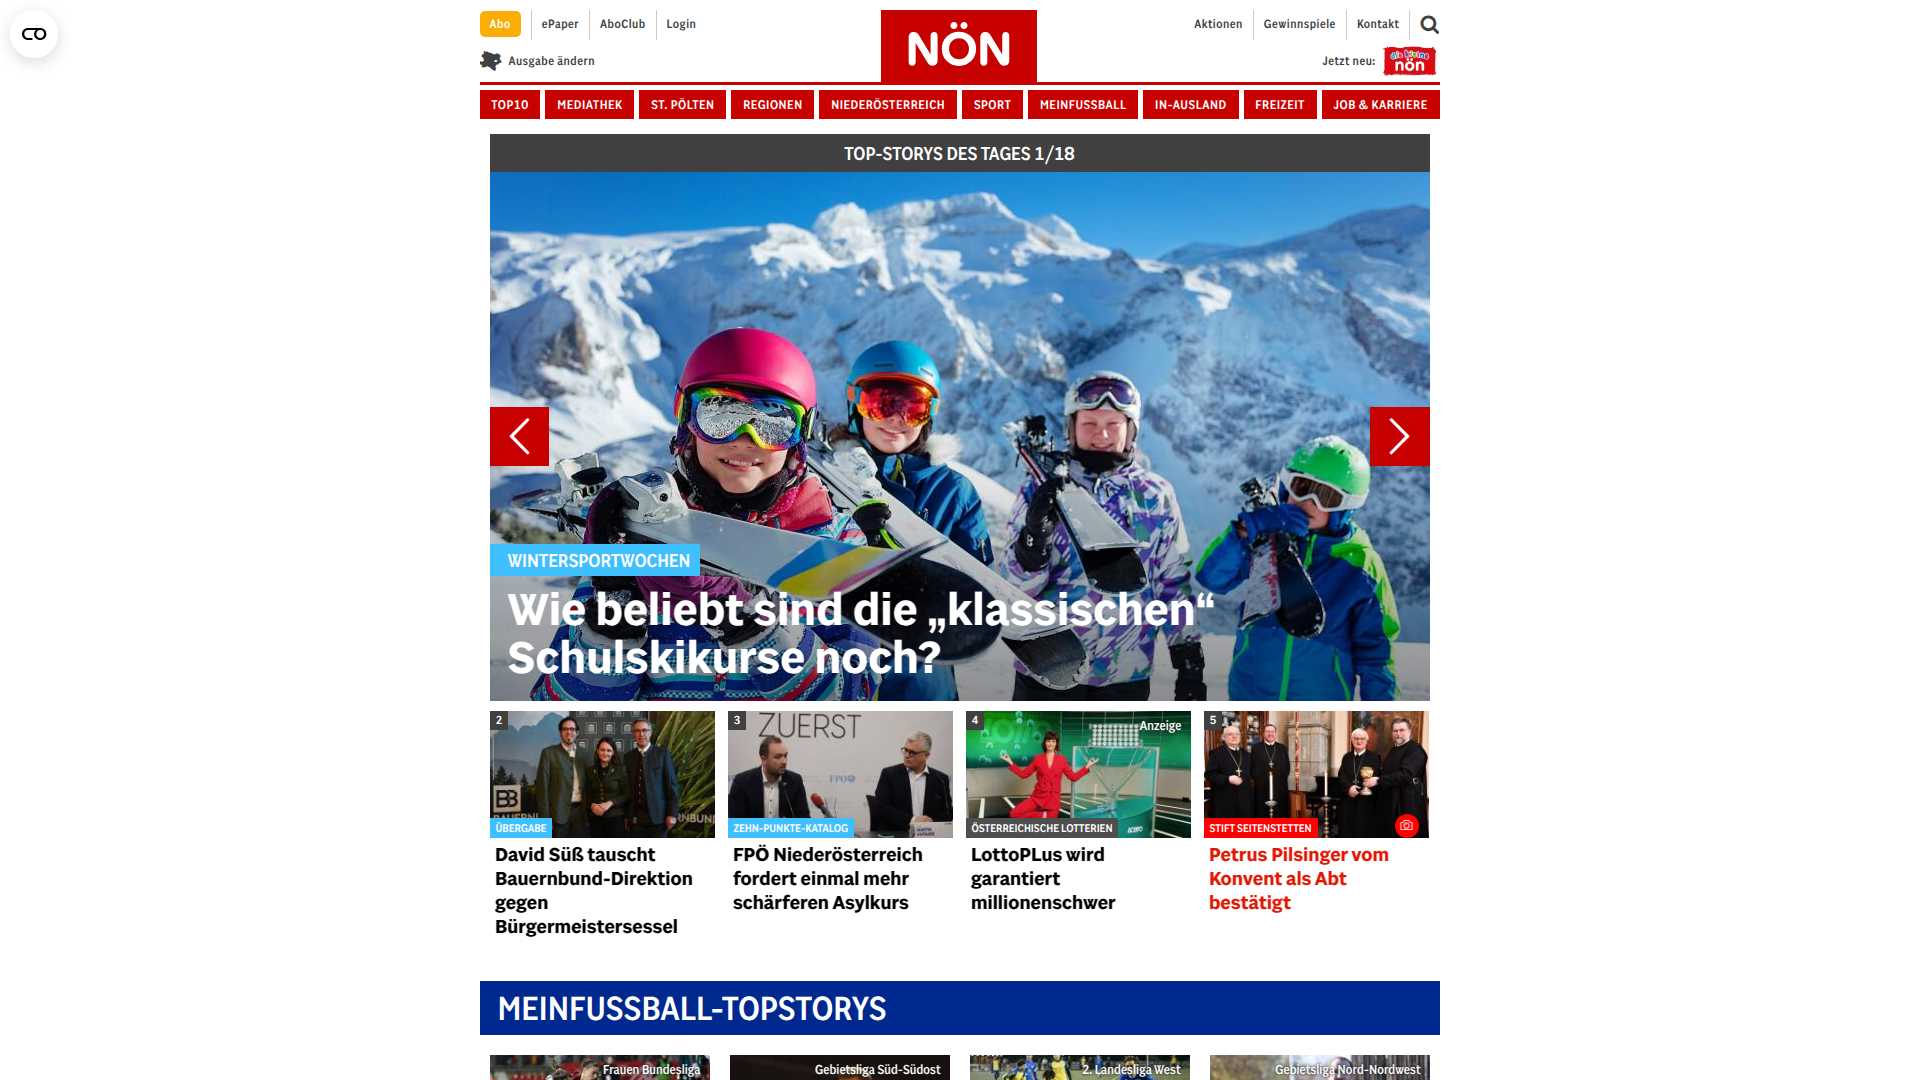 Abo
ePaper
AboClub
Login
NÖN
Aktionen
Gewinnspiele
Kontakt
Ausgabe ändern
Jetzt neu:
die kleine
nön
TOP10
MEDIATHEK
ST. PÖLTEN
REGIONEN
NIEDERÖSTERREICH
SPORT
MEINFUSSBALL
IN-AUSLAND
FREIZEIT
JOB & KARRIERE
TOP-STORYS DES TAGES 1/18
WINTERSPORTWOCHEN
Wie beliebt sind die „klassischen“
Schulskikurse noch?
2
ÜBERGABE
David Süß tauscht
Bauernbund-Direktion
gegen
Bürgermeistersessel
3
ZUERST
FPÖ
ZEHN-PUNKTE-KATALOG
FPÖ Niederösterreich
fordert einmal mehr
schärferen Asylkurs
4
Anzeige
ÖSTERREICHISCHE LOTTERIEN
LottoPLus wird
garantiert
millionenschwer
5
STIFT SEITENSTETTEN
Petrus Pilsinger vom
Konvent als Abt
bestätigt
MEINFUSSBALL-TOPSTORYS
Frauen Bundesliga
Gebietsliga Süd-Südost
2. Landesliga West
Gebietsliga Nord-Nordwest